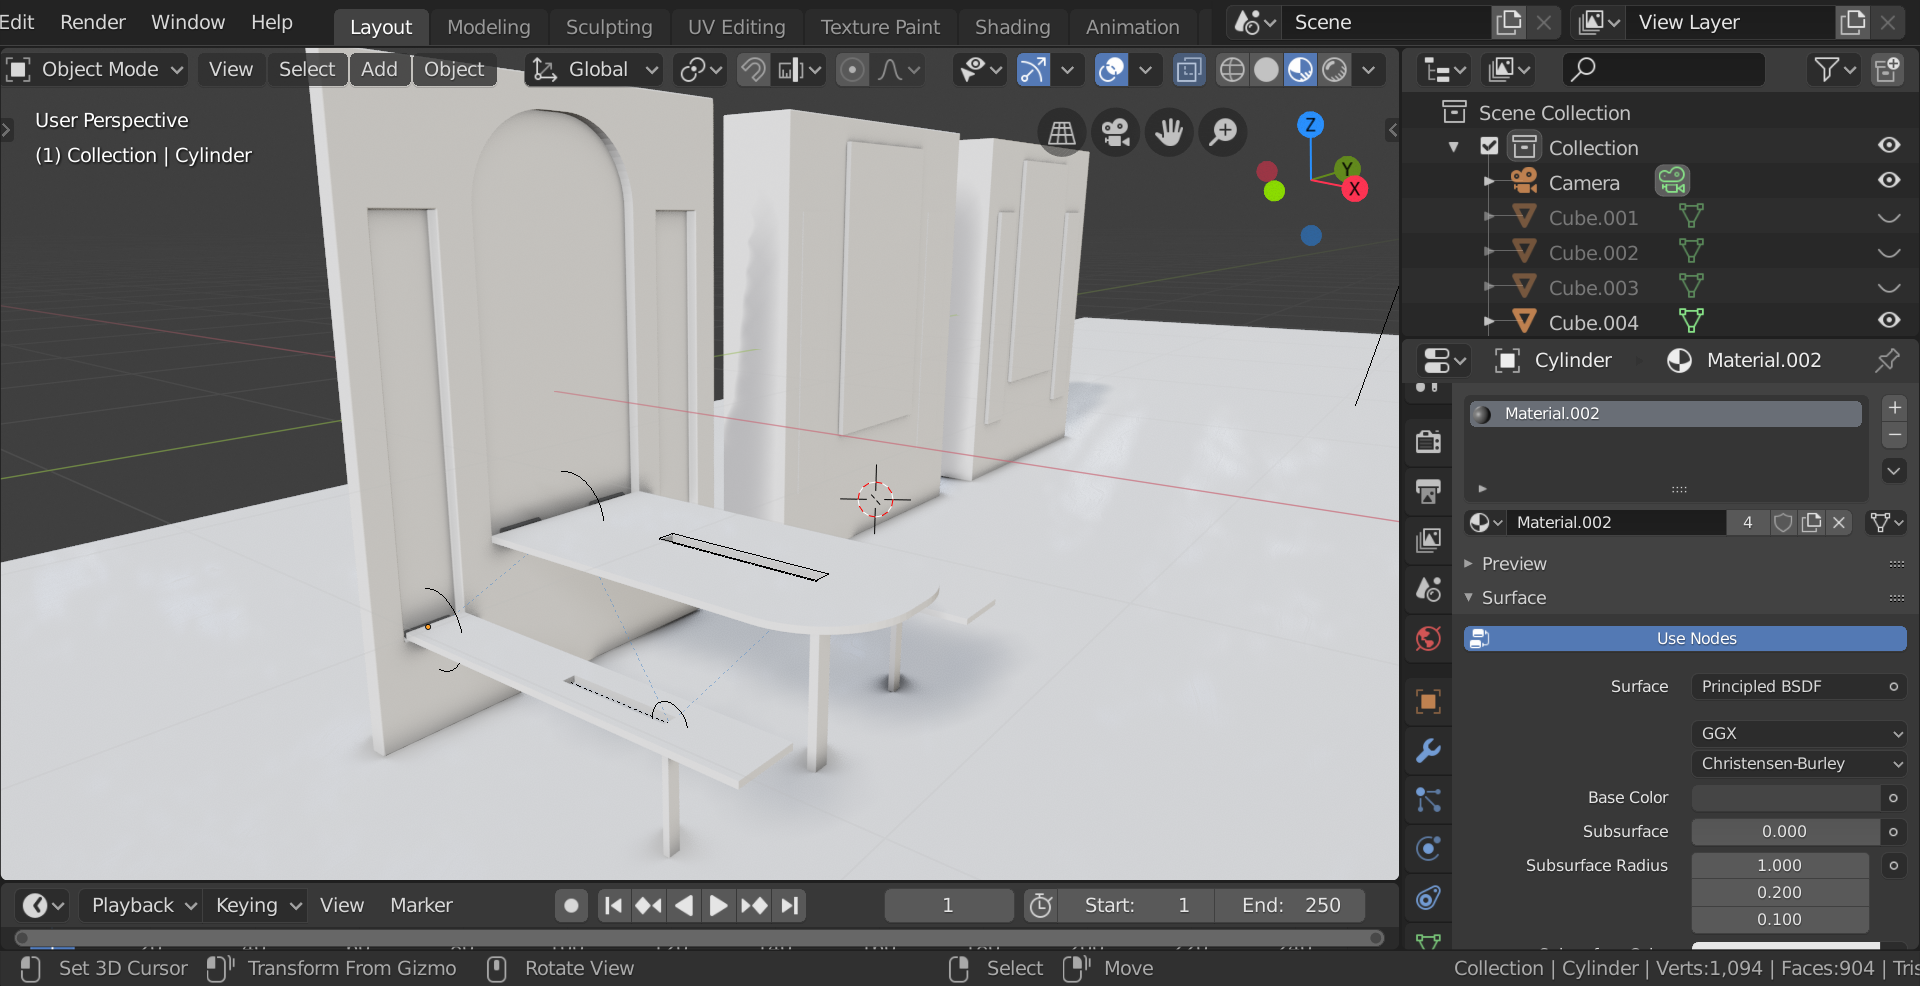 Edit Render Window Help Layout Modeling Sculpting UV Editing Texture Paint Shading Animation Scene View Layer
Object Mode View Select Add Object Global
User Perspective
(1) Collection | Cylinder
Z
Y
X
Scene Collection
Collection
Camera
Cube.001
Cube.002
Cube.003
Cube.004
Cylinder Material.002
Material.002
Material.002 4
Preview
Surface
Use Nodes
Surface Principled BSDF
GGX
Christensen-Burley
Base Color
Subsurface 0.000
Subsurface Radius 1.000
0.200
0.100
Playback Keying View Marker 1 Start: 1 End: 250
Set 3D Cursor Transform From Gizmo Rotate View Select Move Collection | Cylinder | Verts:1,094 | Faces:904 | Tris